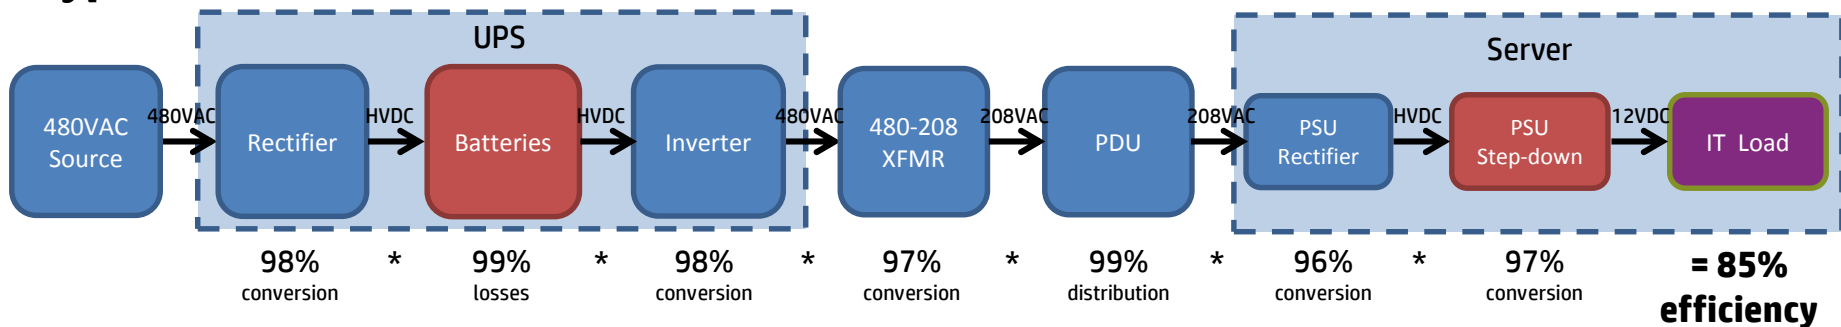 UPS
Server
480VAC
Source
480VAC
Rectifier
HVDC
Batteries
HVDC
Inverter
480VAC
480-208
XFMR
208VAC
PDU
208VAC
PSU
Rectifier
HVDC
PSU
Step-down
12VDC
IT Load
98% * 99% * 98% * 97% * 99% * 96% * 97% = 85%
conversion losses conversion conversion distribution conversion conversion efficiency